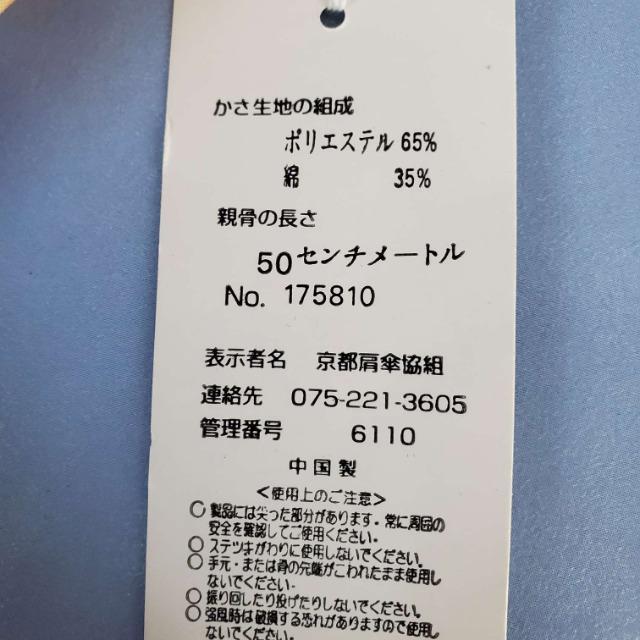 かさ生地の組成
ポリエステル 65%
綿 35%
親骨の長さ
50センチメートル
No. 175810
表示者名 京都肩傘協組
連絡先 075-221-3605
管理番号 6110
中国製
<使用上のご注意>
○ 製品には尖った部分があります。常に周囲の
安全を確認してご使用ください。
○ ステッキがわりに使用しないでください。
○ 手元・または骨の先端がこわれたまま使用し
ないでください。
○ 振り回したり投げたりしないでください。
○ 強風時は破損する恐れがありますので使用
しないでください。